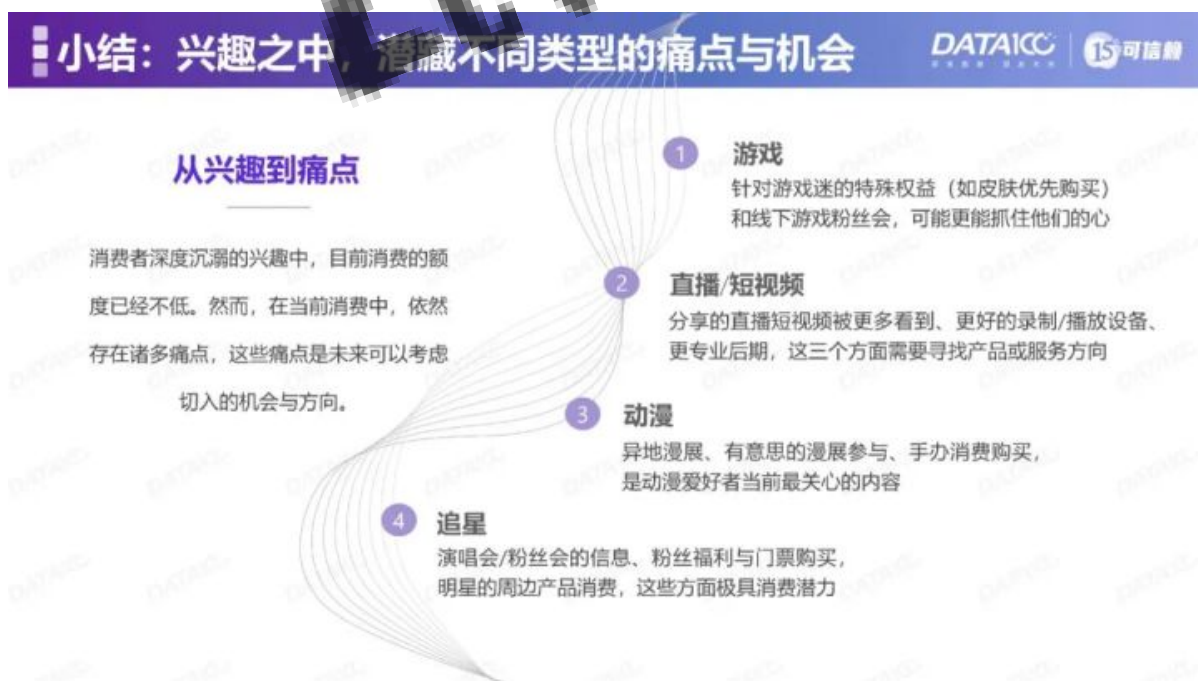 小结：兴趣之中，潜藏不同类型的痛点与机会
15 可信赖
从兴趣到痛点
消费者深度沉溺的兴趣中，目前消费的额
度已经不低。然而，在当前消费中，依然
存在诸多痛点，这些痛点是未来可以考虑
切入的机会与方向。
1 游戏
针对游戏迷的特殊权益（如皮肤优先购买）
和线下游戏粉丝会，可能更能抓住他们的心
2 直播/短视频
分享的直播短视频被更多看到、更好的录制/播放设备、
更专业后期，这三个方面需要寻找产品或服务方向
3 动漫
异地漫展、有意思的漫展参与、手办消费购买，
是动漫爱好者当前最关心的内容
4 追星
演唱会/粉丝会的信息、粉丝福利与门票购买，
明星的周边产品消费，这些方面极具消费潜力